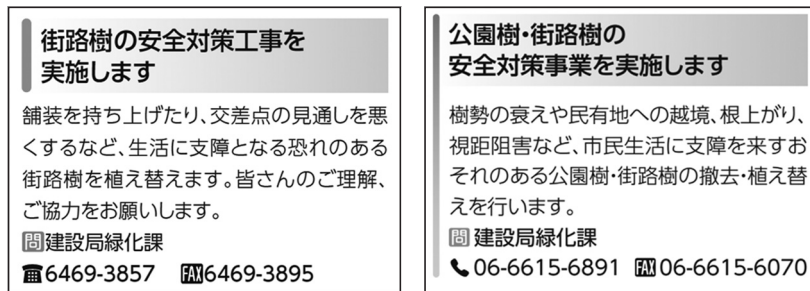 街路樹の安全対策工事を
実施します
舗装を持ち上げたり、交差点の見通しを悪
くするなど、生活に支障となる恐れのある
街路樹を植え替えます。皆さんのご理解、
ご協力をお願いします。
問建設局緑化課
☎6469-3857 FAX6469-3895
公園樹・街路樹の
安全対策事業を実施します
樹勢の衰えや民有地への越境、根上がり、
視距阻害など、市民生活に支障を来すお
それのある公園樹・街路樹の撤去・植え替
えを行います。
問 建設局緑化課
📞 06-6615-6891 FAX 06-6615-6070